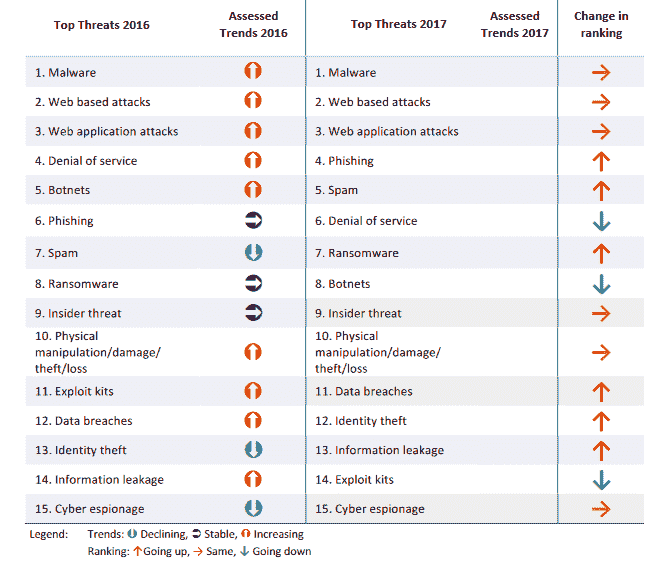 Top Threats 2016 Assessed Trends 2016 Top Threats 2017 Assessed Trends 2017 Change in ranking
1. Malware 1. Malware
2. Web based attacks 2. Web based attacks
3. Web application attacks 3. Web application attacks
4. Denial of service 4. Phishing
5. Botnets 5. Spam
6. Phishing 6. Denial of service
7. Spam 7. Ransomware
8. Ransomware 8. Botnets
9. Insider threat 9. Insider threat
10. Physical manipulation/damage/ theft/loss 10. Physical manipulation/damage/ theft/loss
11. Exploit kits 11. Data breaches
12. Data breaches 12. Identity theft
13. Identity theft 13. Information leakage
14. Information leakage 14. Exploit kits
15. Cyber espionage 15. Cyber espionage
Legend: Trends: Declining, Stable, Increasing
Ranking: Going up, Same, Going down